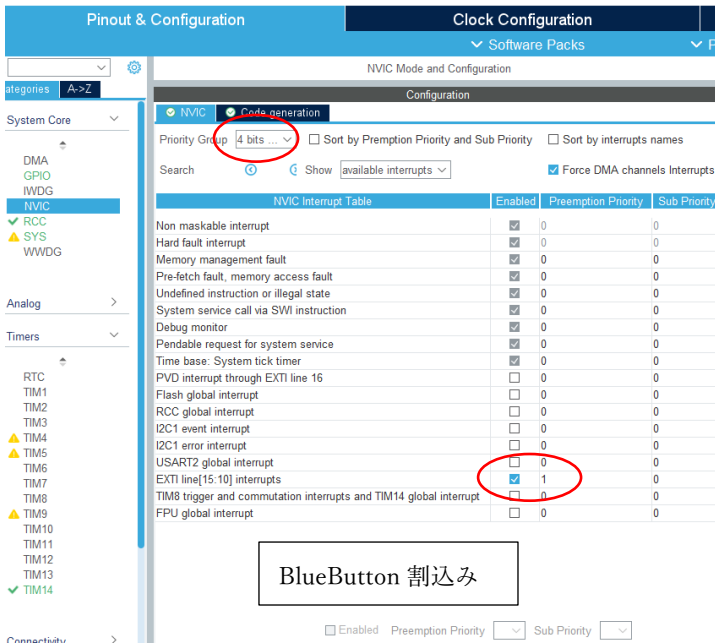 Pinout & Configuration
Clock Configuration
Software Packs
P
NVIC Mode and Configuration
Configuration
ategories A->Z
System Core
DMA
GPIO
IWDG
NVIC
RCC
SYS
WWDG
Analog
Timers
RTC
TIM1
TIM2
TIM3
TIM4
TIM5
TIM6
TIM7
TIM8
TIM9
TIM10
TIM11
TIM12
TIM13
TIM14
Connectivity
NVIC Code generation
Priority Group 4 bits ... Sort by Premption Priority and Sub Priority Sort by interrupts names
Search Show available interrupts Force DMA channels Interrupts
NVIC Interrupt Table Enabled Preemption Priority Sub Priority
Non maskable interrupt 0 0
Hard fault interrupt 0 0
Memory management fault 0 0
Pre-fetch fault, memory access fault 0 0
Undefined instruction or illegal state 0 0
System service call via SWI instruction 0 0
Debug monitor 0 0
Pendable request for system service 0 0
Time base: System tick timer 0 0
PVD interrupt through EXTI line 16 0 0
Flash global interrupt 0 0
RCC global interrupt 0 0
I2C1 event interrupt 0 0
I2C1 error interrupt 0 0
USART2 global interrupt 0 0
EXTI line[15:10] interrupts 1 0
TIM8 trigger and commutation interrupts and TIM14 global interrupt 0 0
FPU global interrupt 0 0
BlueButton 割込み
Enabled Preemption Priority Sub Priority